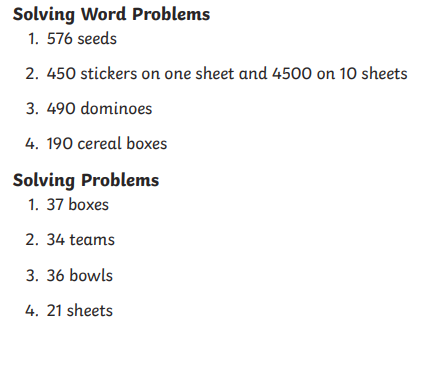 Solving Word Problems
1. 576 seeds
2. 450 stickers on one sheet and 4500 on 10 sheets
3. 490 dominoes
4. 190 cereal boxes
Solving Problems
1. 37 boxes
2. 34 teams
3. 36 bowls
4. 21 sheets